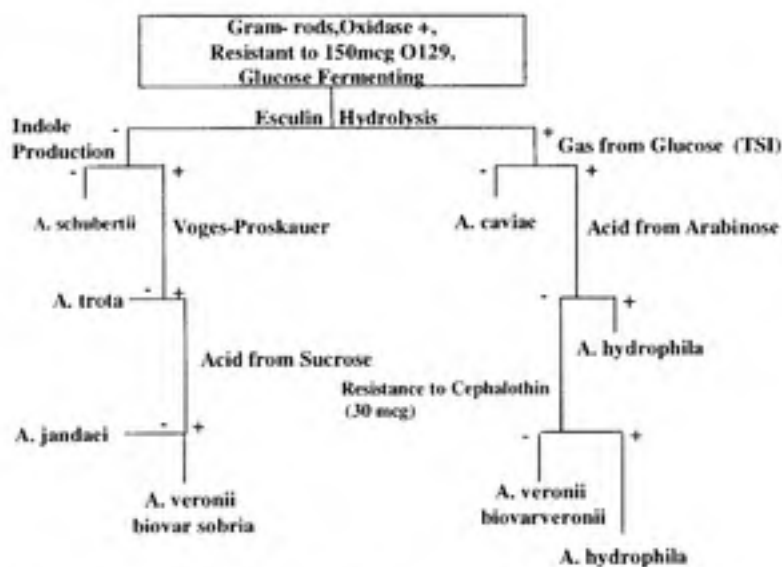 Gram- rods,Oxidase +,
Resistant to 150mcg O129,
Glucose Fermenting
Esculin Hydrolysis
Indole
Production
-
+
Gas from Glucose (TSI)
-
+
-
+
A. schubertii
Voges-Proskauer
A. caviae
Acid from Arabinose
A. trota
-
+
-
+
A. hydrophila
Acid from Sucrose
Resistance to Cephalothin
(30 mcg)
A. jandaei
-
+
-
+
A. veronii
biovar sobria
A. veronii
biovarveronii
A. hydrophila